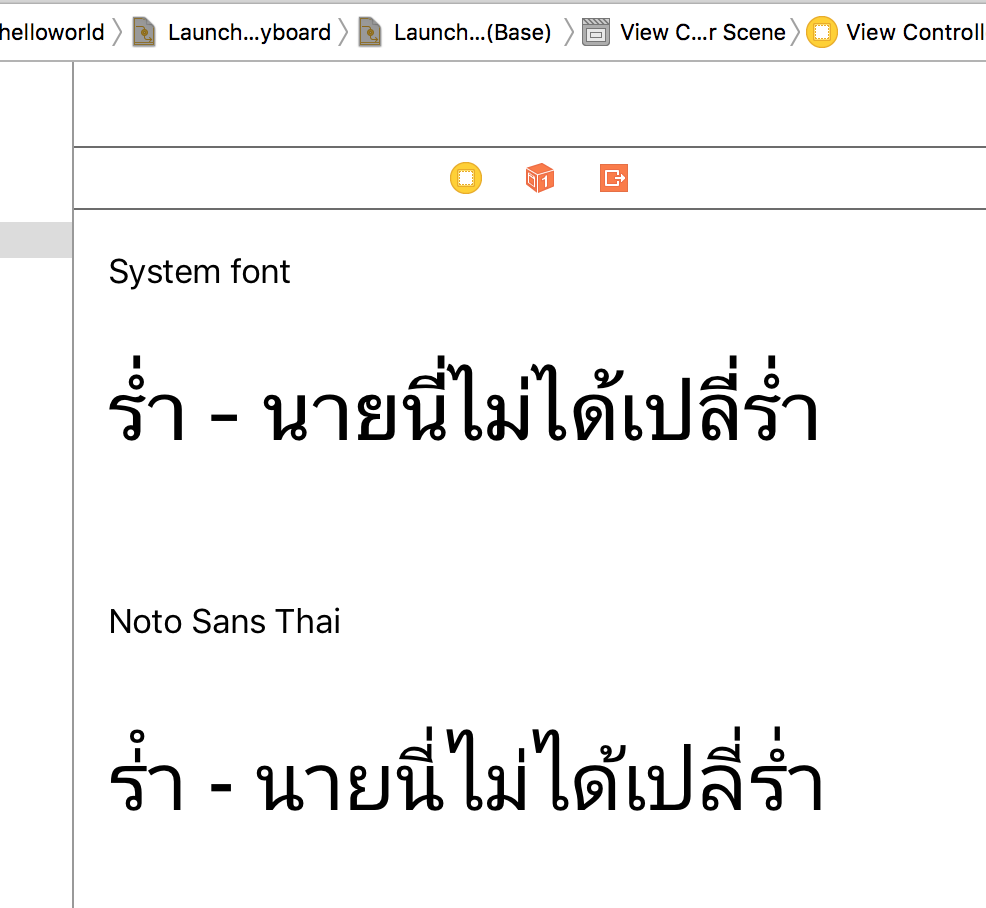 helloworld Launch...yboard Launch...(Base) View C...r Scene View Controll
System font
ร่ำ - นายนี่ไม่ได้เปลี่ร่ำ
Noto Sans Thai
ร่ํา - นายนี่ไม่ได้เปลี่ร่ำ